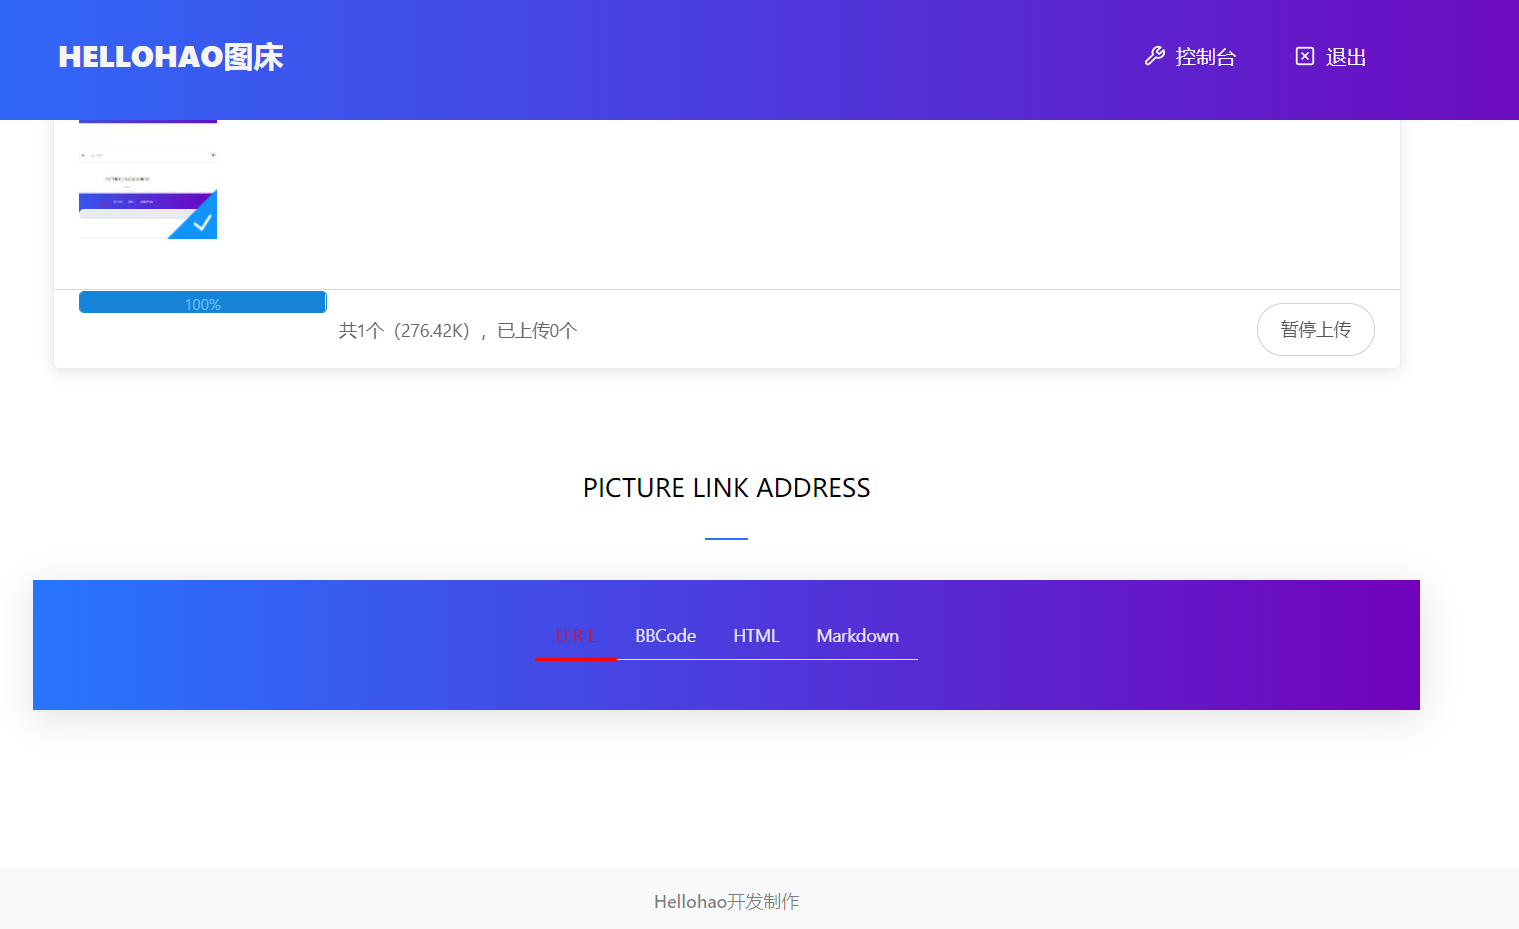 HELLOHAO图床
控制台
退出
100%
共1个（276.42K），已上传0个
暂停上传
PICTURE LINK ADDRESS
U R L
BBCode
HTML
Markdown
Hellohao开发制作